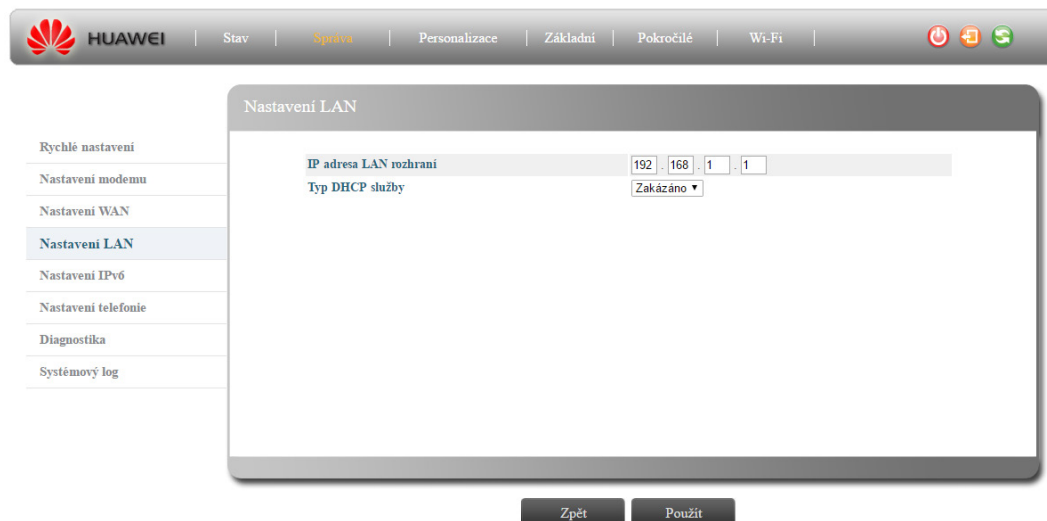 HUAWEI | Stav | Správa | Personalizace | Základní | Pokročilé | Wi-Fi |
Nastavení LAN
Rychlé nastavení
Nastavení modemu
Nastavení WAN
Nastavení LAN
Nastavení IPv6
Nastavení telefonie
Diagnostika
Systémový log
IP adresa LAN rozhraní 192 . 168 . 1 . 1
Typ DHCP služby Zakázáno
Zpět Použít